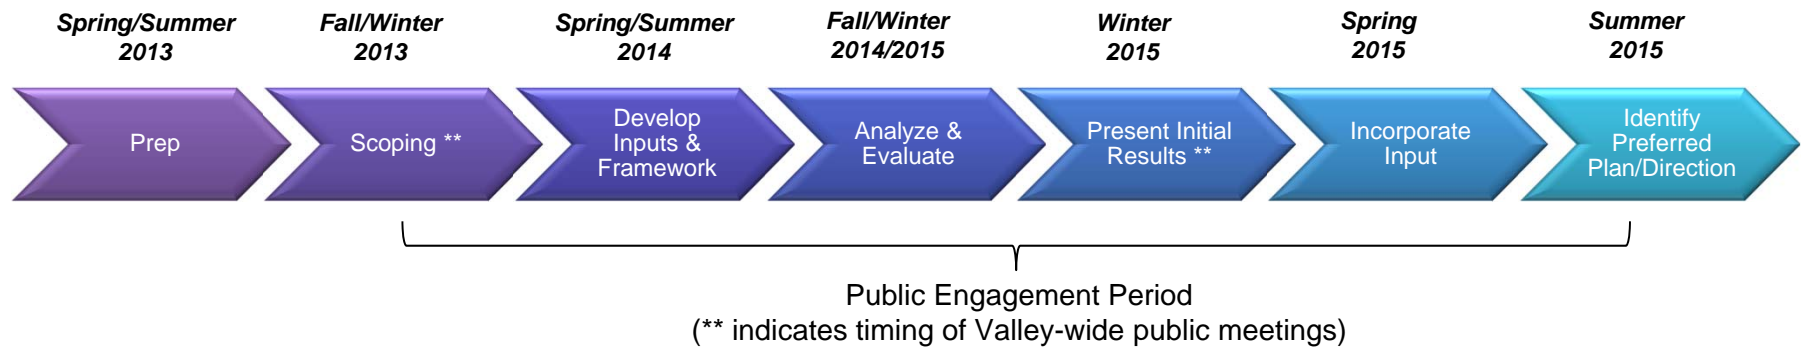 Spring/Summer
2013
Fall/Winter
2013
Spring/Summer
2014
Fall/Winter
2014/2015
Winter
2015
Spring
2015
Summer
2015
Prep
Scoping **
Develop
Inputs &
Framework
Analyze &
Evaluate
Present Initial
Results **
Incorporate
Input
Identify
Preferred
Plan/Direction
Public Engagement Period
(** indicates timing of Valley-wide public meetings)